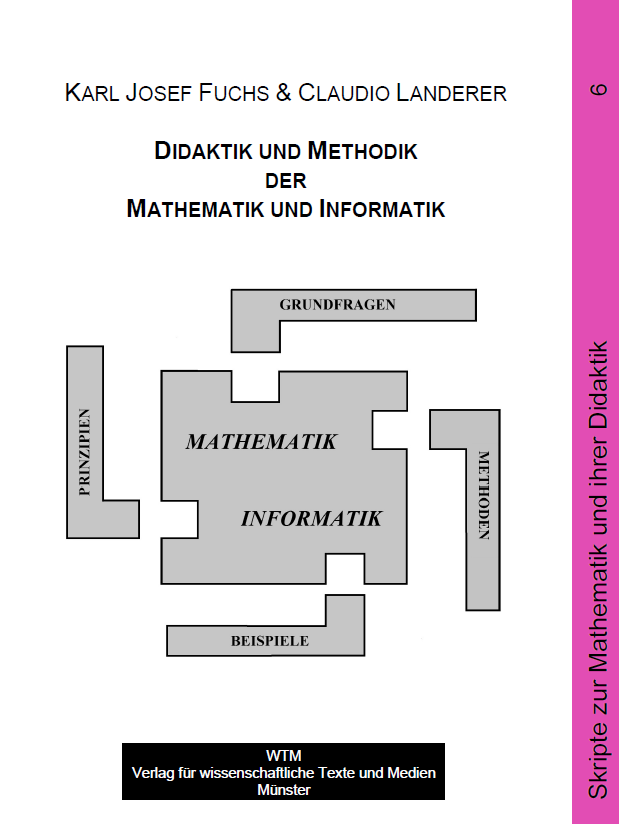 KARL JOSEF FUCHS & CLAUDIO LANDERER
DIDAKTIK UND METHODIK
DER
MATHEMATIK UND INFORMATIK
GRUNDFRAGEN
PRINZIPIEN
MATHEMATIK
INFORMATIK
METHODEN
BEISPIELE
WTM
Verlag für wissenschaftliche Texte und Medien
Münster
Skripte zur Mathematik und ihrer Didaktik
6